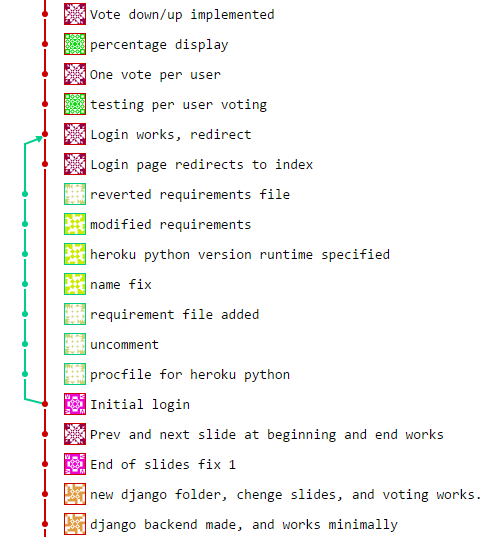 Vote down/up implemented
percentage display
One vote per user
testing per user voting
Login works, redirect
Login page redirects to index
reverted requirements file
modified requirements
heroku python version runtime specified
name fix
requirement file added
uncomment
procfile for heroku python
Initial login
Prev and next slide at beginning and end works
End of slides fix 1
new django folder, chenge slides, and voting works.
django backend made, and works minimally